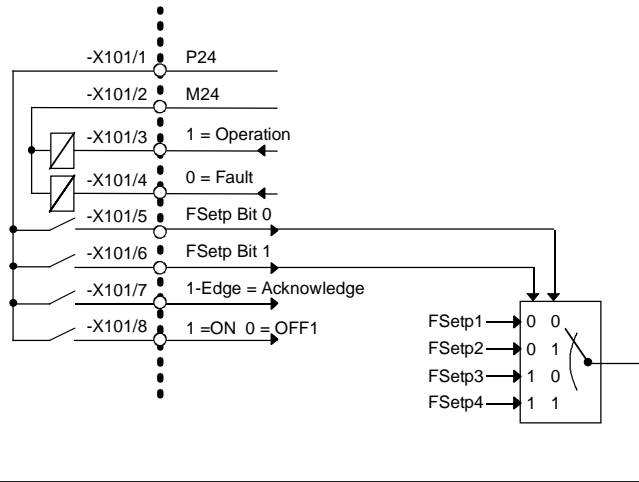 -X101/1 P24
-X101/2 M24
-X101/3 1 = Operation
-X101/4 0 = Fault
-X101/5 FSetp Bit 0
-X101/6 FSetp Bit 1
-X101/7 1-Edge = Acknowledge
-X101/8 1 =ON 0 = OFF1
FSetp1 0 0
FSetp2 0 1
FSetp3 1 0
FSetp4 1 1